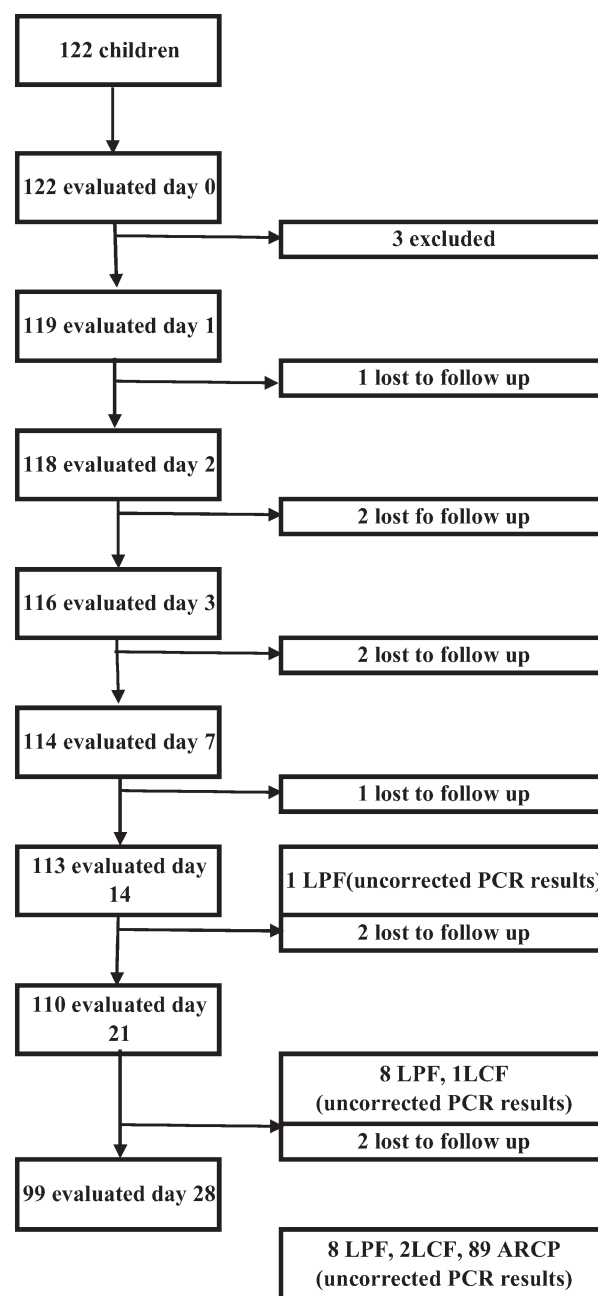 122 children
122 evaluated day 0
3 excluded
119 evaluated day 1
1 lost to follow up
118 evaluated day 2
2 lost fo follow up
116 evaluated day 3
2 lost to follow up
114 evaluated day 7
1 lost to follow up
113 evaluated day
14
1 LPF(uncorrected PCR results)
2 lost to follow up
110 evaluated day
21
8 LPF, 1LCF
(uncorrected PCR results)
2 lost to follow up
99 evaluated day 28
8 LPF, 2LCF, 89 ARCP
(uncorrected PCR results)